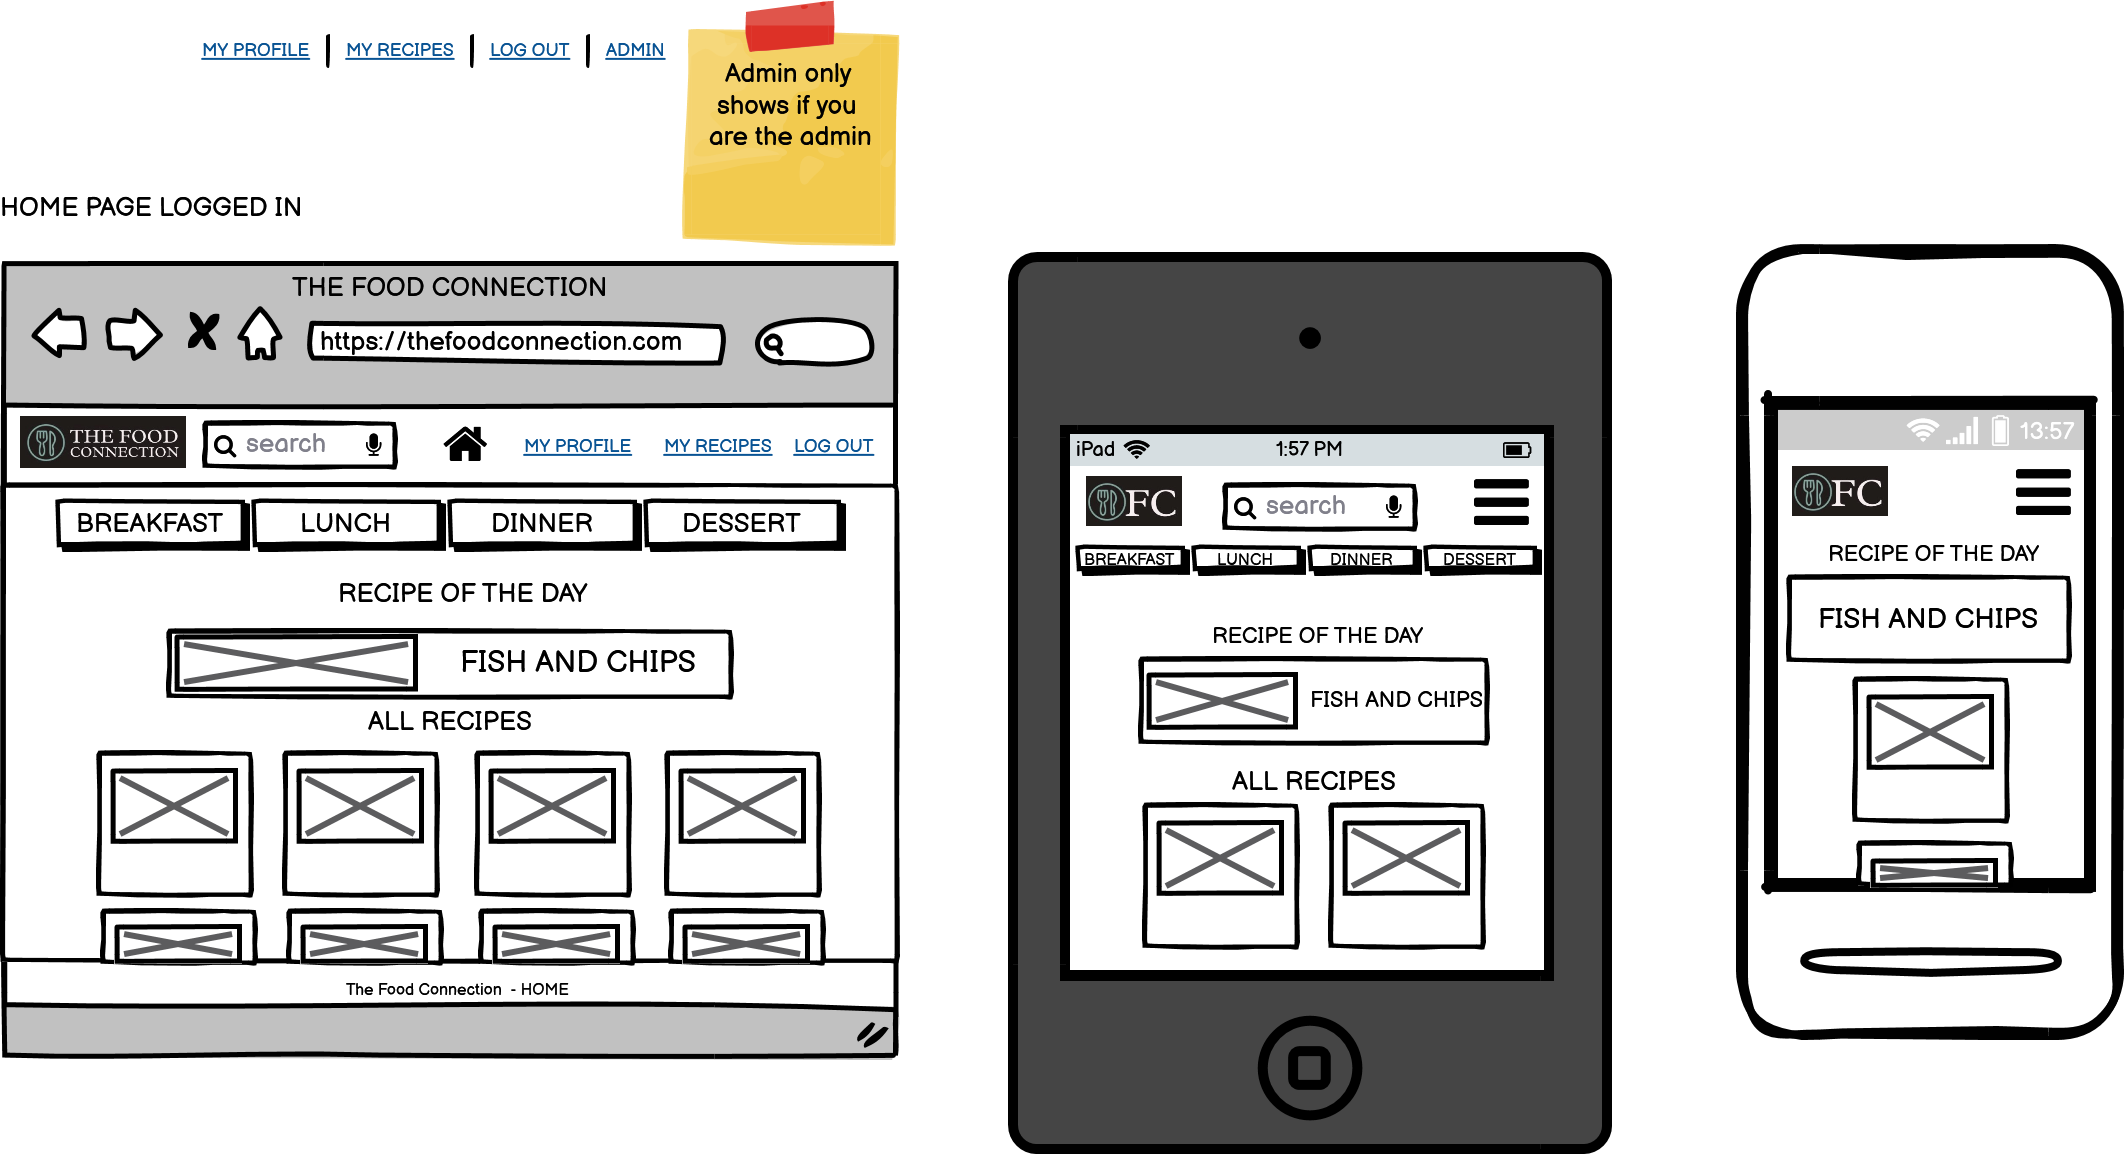 MY PROFILE MY RECIPES LOG OUT ADMIN
Admin only
shows if you
are the admin
HOME PAGE LOGGED IN
THE FOOD CONNECTION
https://thefoodconnection.com
THE FOOD
CONNECTION
search
MY PROFILE MY RECIPES LOG OUT
BREAKFAST LUNCH DINNER DESSERT
RECIPE OF THE DAY
FISH AND CHIPS
ALL RECIPES
The Food Connection - HOME
iPad 1:57 PM
FC
search
BREAKFAST LUNCH DINNER DESSERT
RECIPE OF THE DAY
FISH AND CHIPS
ALL RECIPES
13:57
FC
RECIPE OF THE DAY
FISH AND CHIPS